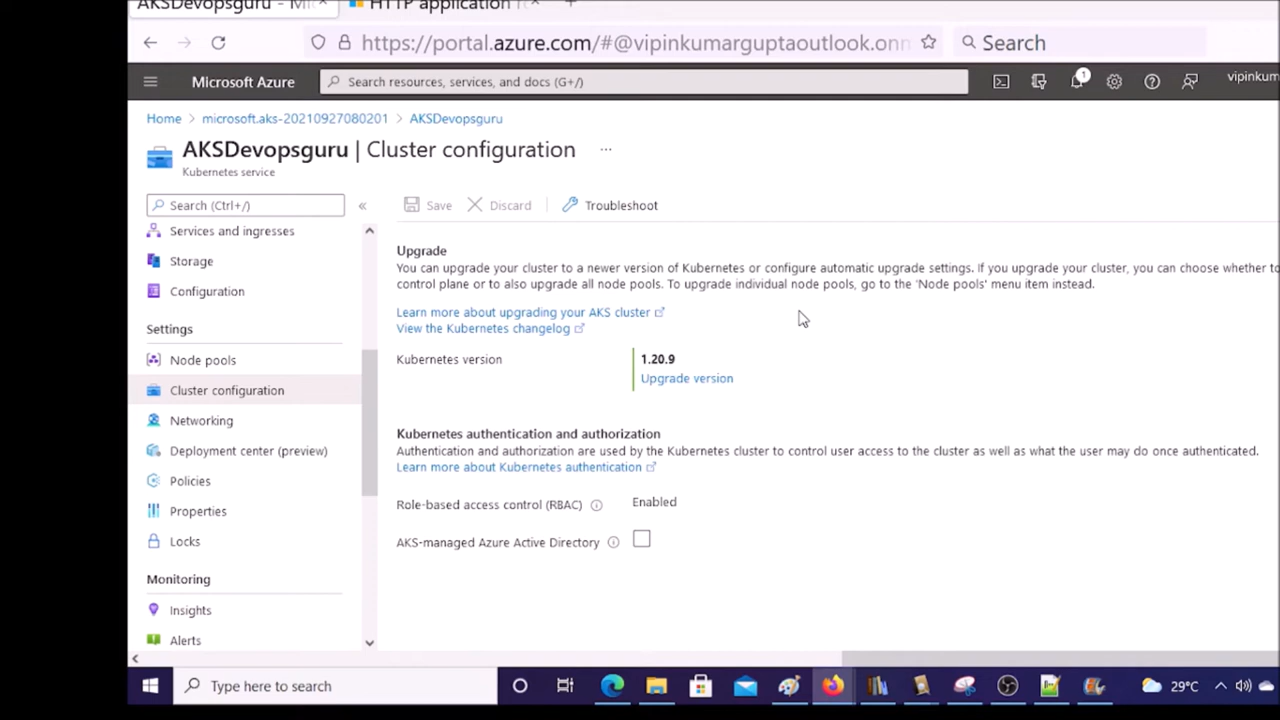 AKSDevopsguru - Mic
HTTP application
https://portal.azure.com/#@vipinkumarguptaoutlook.onn
Search
Microsoft Azure
Search resources, services, and docs (G+/)
1
vipinkum
Home > microsoft.aks-20210927080201 > AKSDevopsguru
AKSDevopsguru | Cluster configuration ...
Kubernetes service
Search (Ctrl+/)
«
Save
Discard
Troubleshoot
Services and ingresses
Storage
Configuration
Settings
Node pools
Cluster configuration
Networking
Deployment center (preview)
Policies
Properties
Locks
Monitoring
Insights
Alerts
Upgrade
You can upgrade your cluster to a newer version of Kubernetes or configure automatic upgrade settings. If you upgrade your cluster, you can choose whether to
control plane or to also upgrade all node pools. To upgrade individual node pools, go to the 'Node pools' menu item instead.
Learn more about upgrading your AKS cluster
View the Kubernetes changelog
Kubernetes version
1.20.9
Upgrade version
Kubernetes authentication and authorization
Authentication and authorization are used by the Kubernetes cluster to control user access to the cluster as well as what the user may do once authenticated.
Learn more about Kubernetes authentication
Role-based access control (RBAC)
Enabled
AKS-managed Azure Active Directory
Type here to search
29°C